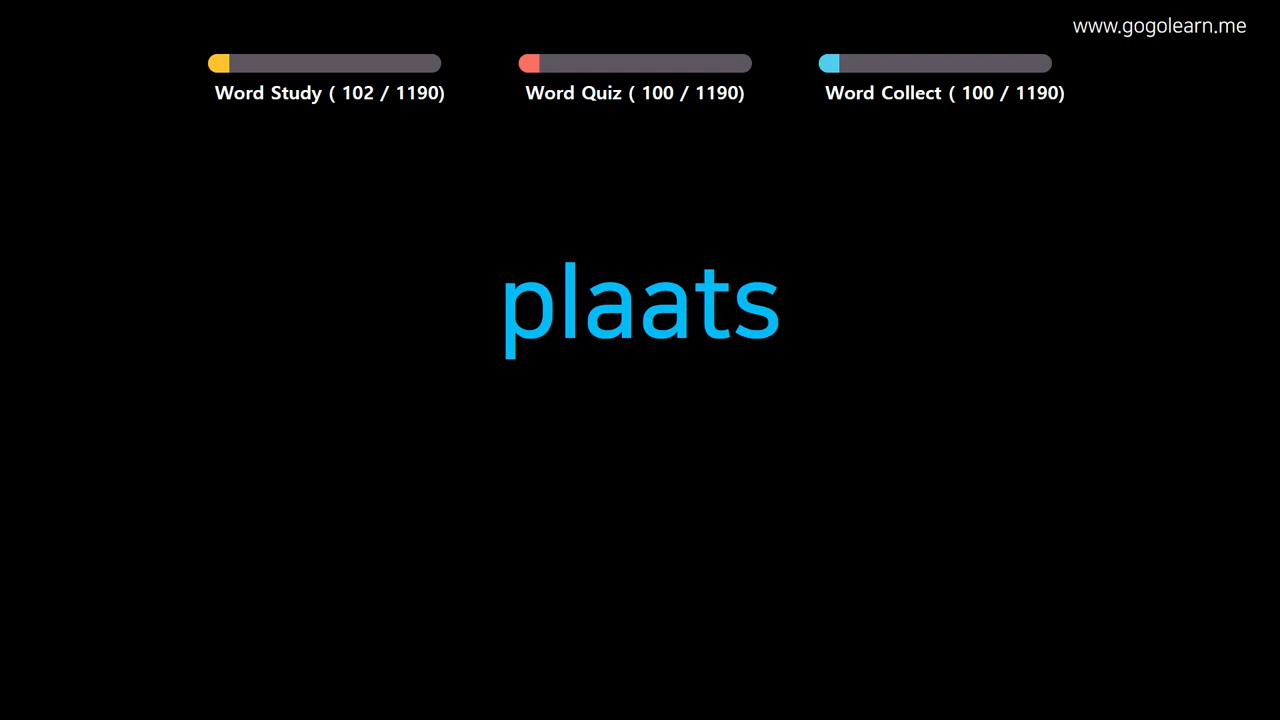 www.gogolearn.me
Word Study ( 102 / 1190)
Word Quiz ( 100 / 1190)
Word Collect ( 100 / 1190)
plaats